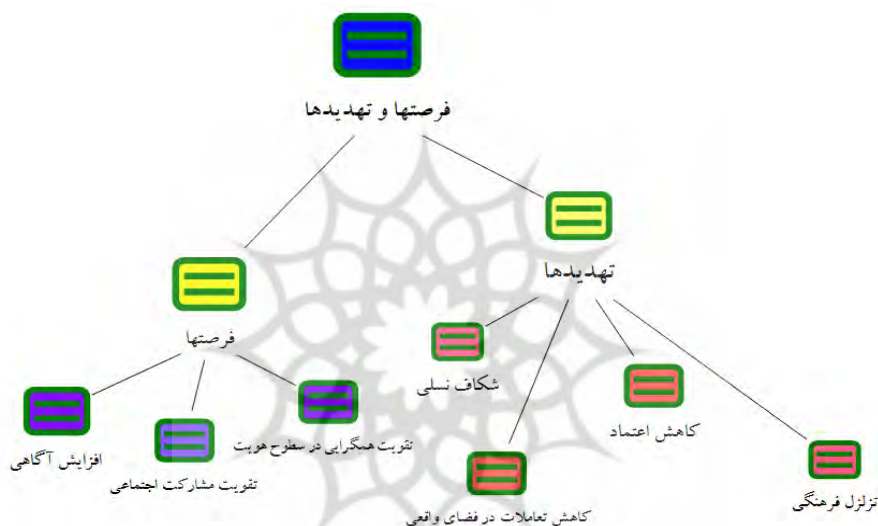 فرصتها و تهدیدها
تهدیدها
فرصتها
شکاف نسلی
کاهش اعتماد
تقویت همگرایی در سطوح هویت
افزایش آگاهی
تقویت مشارکت اجتماعی
تزلزل فرهنگی
کاهش تعاملات در فضای واقعی